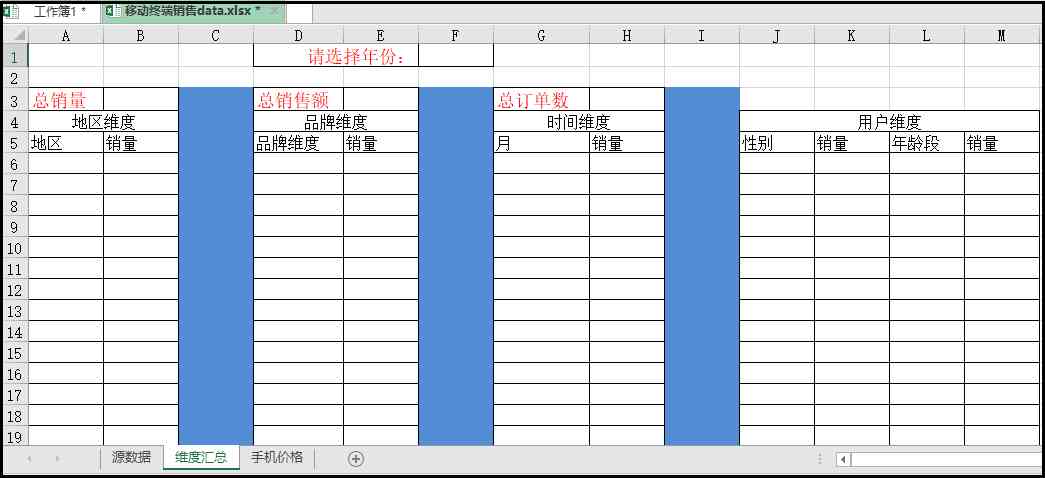 工作簿1 * 移动终端销售data.xlsx *
A B C D E F G H I J K L M
1 请选择年份：
2
3 总销量 总销售额 总订单数
4 地区维度 品牌维度 时间维度 用户维度
5 地区 销量 品牌维度 销量 月 销量 性别 销量 年龄段 销量
6
7
8
9
10
11
12
13
14
15
16
17
18
19
源数据 维度汇总 手机价格